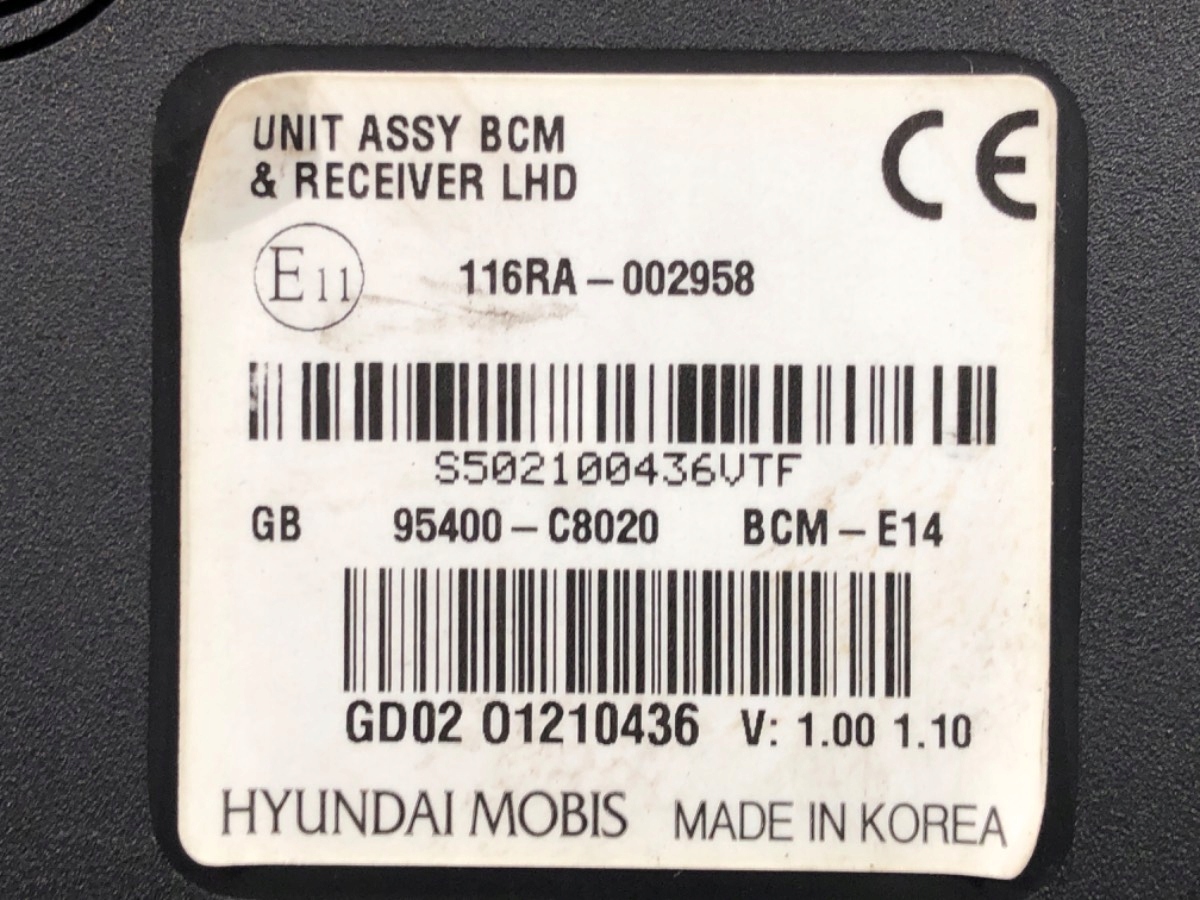 UNIT ASSY BCM
& RECEIVER LHD
CE
E11 116RA-002958
S502100436VTF
GB 95400-C8020 BCM-E14
GD02 01210436 V: 1.00 1.10
HYUNDAI MOBIS MADE IN KOREA